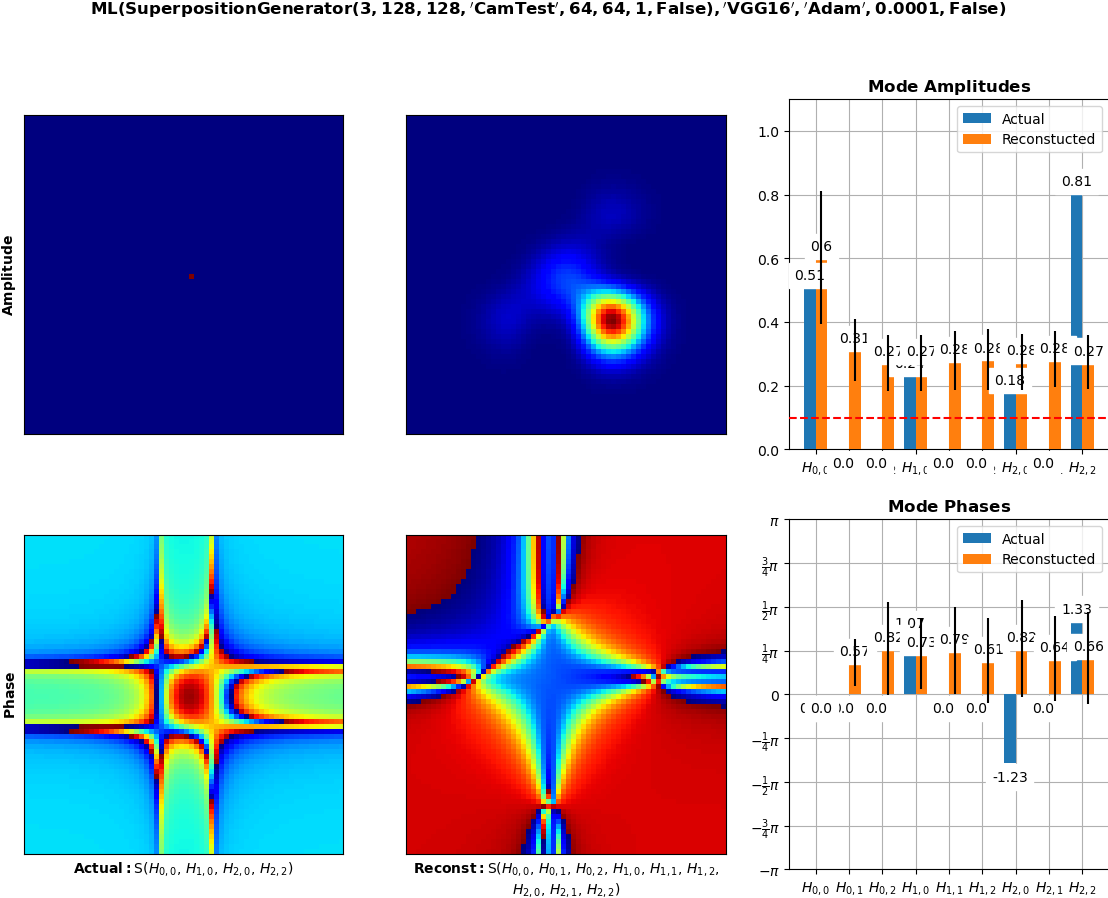 ML(SuperpositionGenerator(3, 128, 128, ′CamTest′, 64, 64, 1, False), ′VGG16′, ′Adam′, 0.0001, False)
Amplitude
Mode Amplitudes
Actual
Reconstucted
1.0
0.8
0.6
0.4
0.2
0.0
0.51
0.6
0.31
0.27
0.27
0.28
0.28
0.18
0.28
0.28
0.81
0.27
0.0
0.0
0.0
0.0
0.0
H1,0
H2,2
Phase
Mode Phases
Actual
Reconstucted
π
3/4π
1/2π
1/4π
0
−1/4π
−1/2π
−3/4π
−π
0.0
0.0
0.57
0.0
0.82
1.07
0.73
0.0
0.79
0.0
0.61
-1.23
0.82
0.0
0.64
1.33
0.66
H0,0 H0,1 H0,2 H1,0 H1,1 H1,2 H2,0 H2,1 H2,2
Actual: S(H0,0, H1,0, H2,0, H2,2)
Reconst: S(H0,0, H0,1, H0,2, H1,0, H1,1, H1,2,
H2,0, H2,1, H2,2)